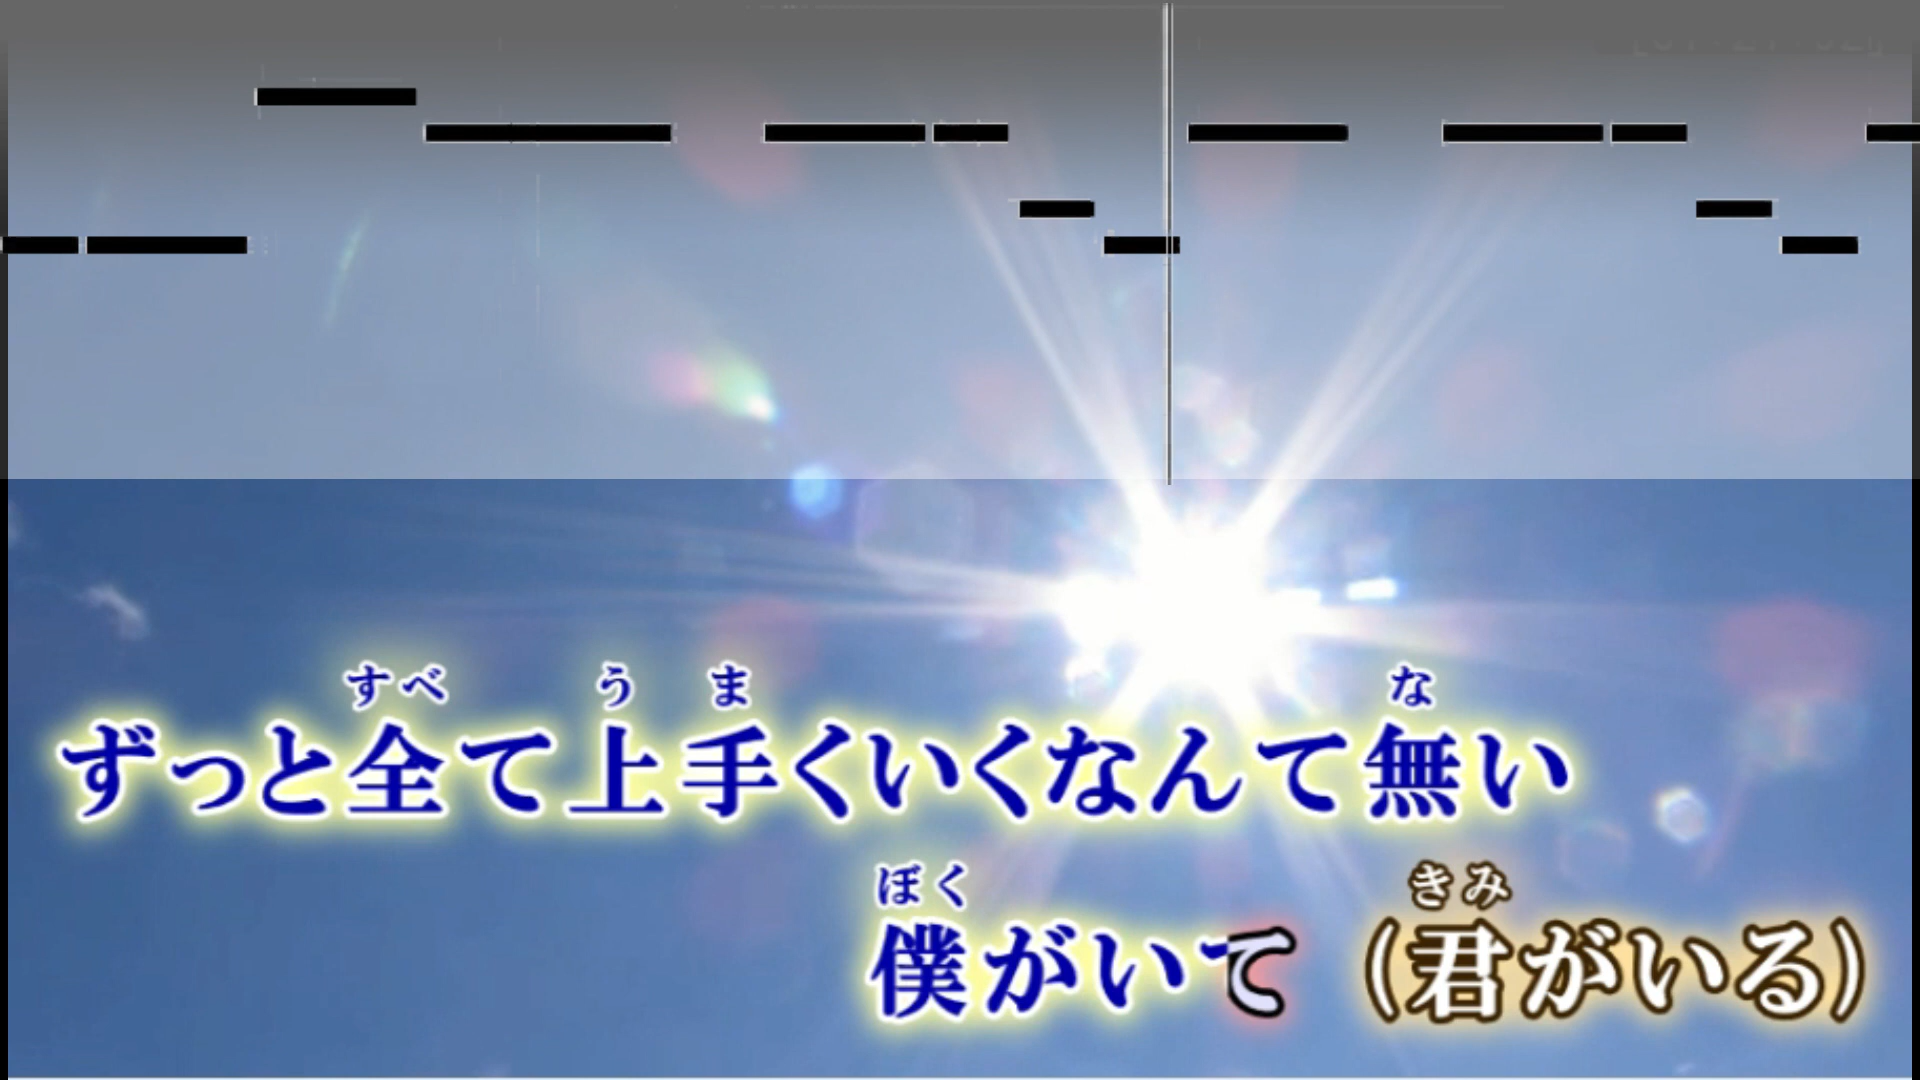 すべ う ま な
ずっと全て上手くいくなんて無い
ぼく きみ
僕がいて (君がいる)